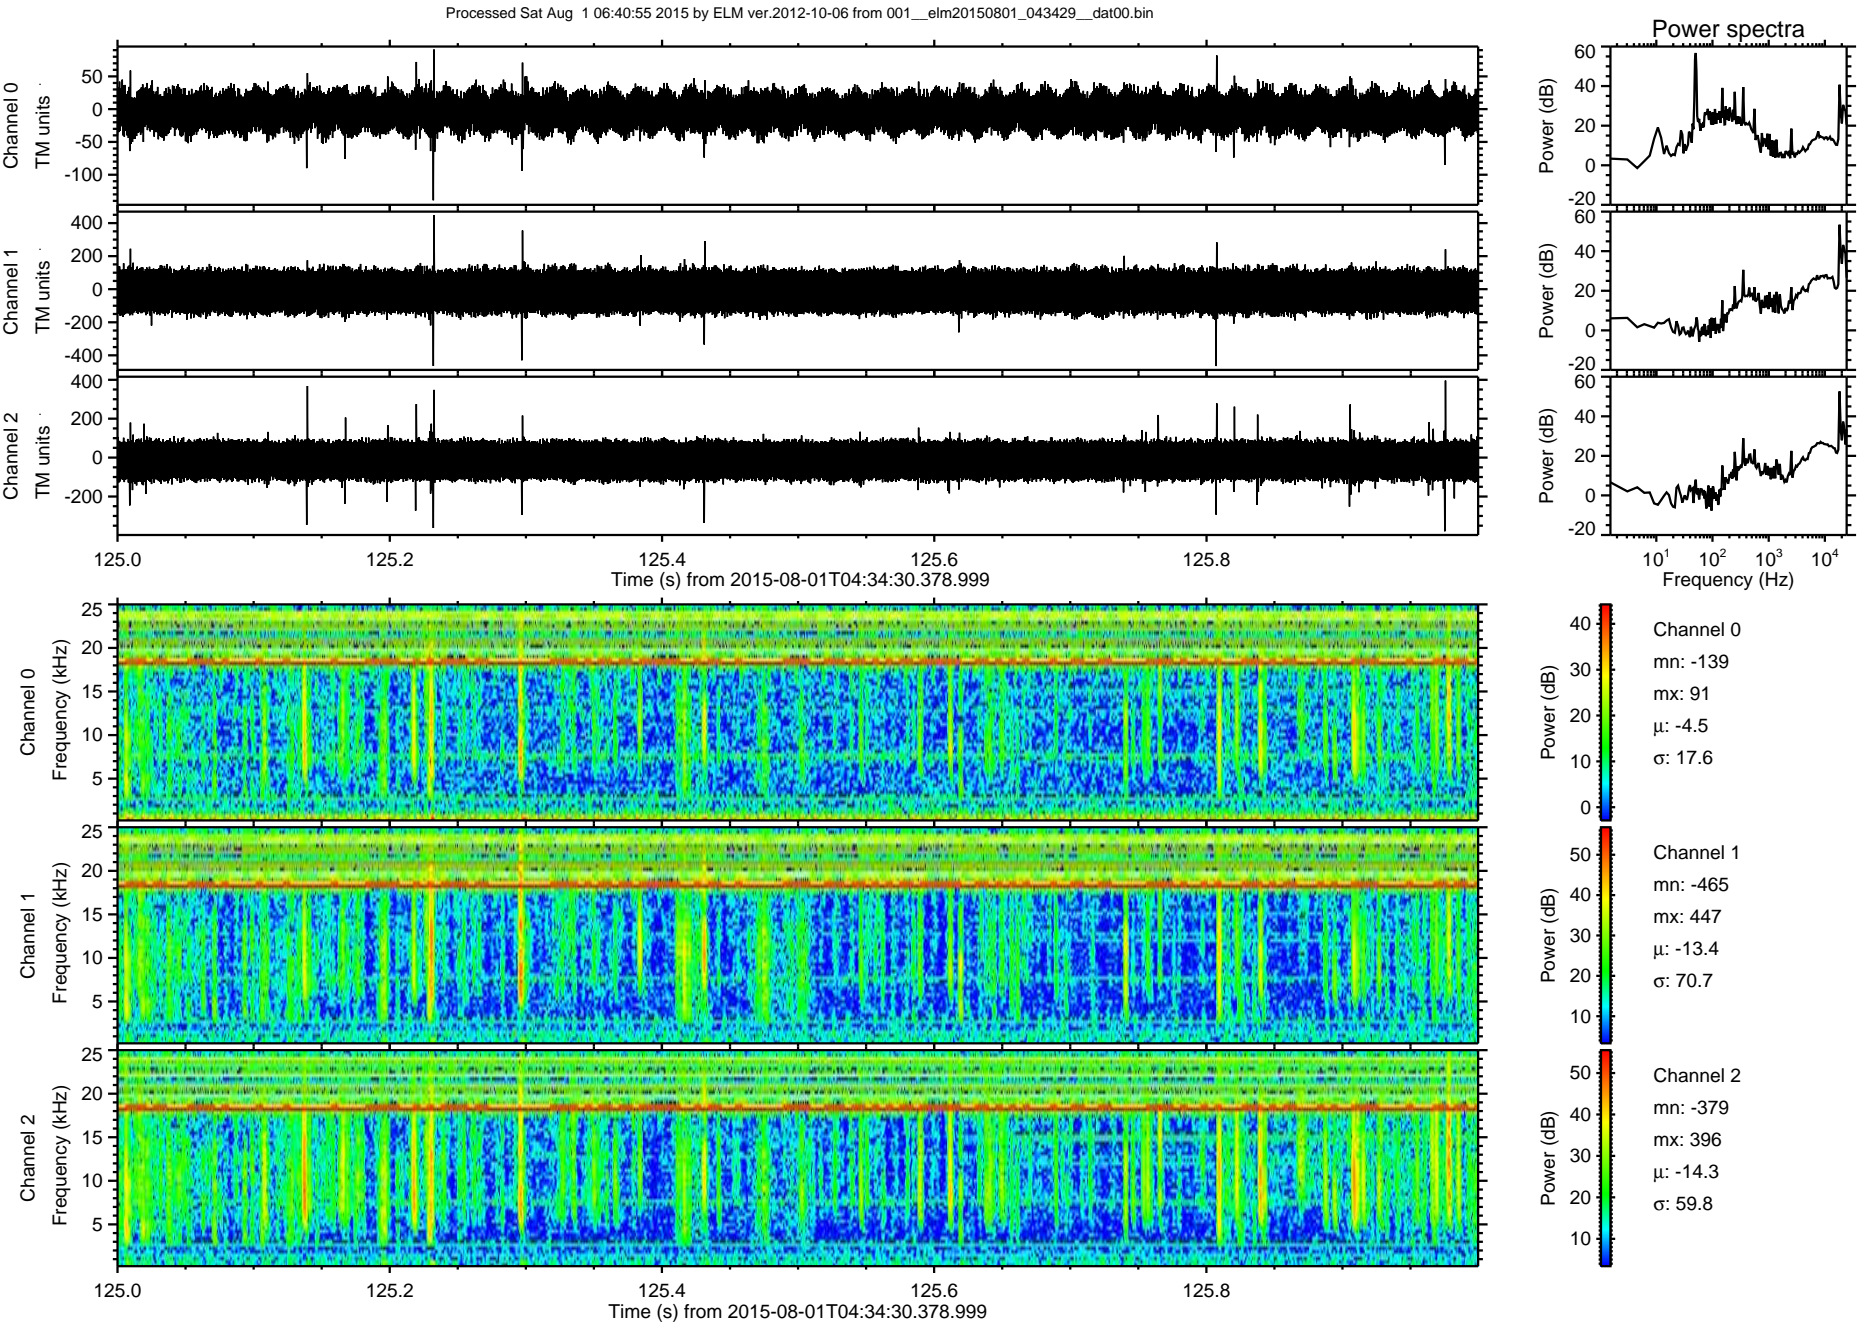 Processed Sat Aug 1 06:40:55 2015 by ELM ver.2012-10-06 from 001__elm20150801_043429__dat00.bin
Power spectra
Channel 0
TM units
50
0
-50
-100
Power (dB)
60
40
20
0
-20
Channel 1
TM units
400
200
0
-200
-400
Power (dB)
60
40
20
0
-20
Channel 2
TM units
400
200
0
-200
Power (dB)
60
40
20
0
-20
125.0 125.2 125.4 125.6 125.8
Time (s) from 2015-08-01T04:34:30.378.999
10^1 10^2 10^3 10^4
Frequency (Hz)
Channel 0
Frequency (kHz)
25
20
15
10
5
Power (dB)
40
30
20
10
0
Channel 0
mn: -139
mx: 91
μ: -4.5
σ: 17.6
Channel 1
Frequency (kHz)
25
20
15
10
5
Power (dB)
50
40
30
20
10
Channel 1
mn: -465
mx: 447
μ: -13.4
σ: 70.7
Channel 2
Frequency (kHz)
25
20
15
10
5
Power (dB)
50
40
30
20
10
Channel 2
mn: -379
mx: 396
μ: -14.3
σ: 59.8
125.0 125.2 125.4 125.6 125.8
Time (s) from 2015-08-01T04:34:30.378.999